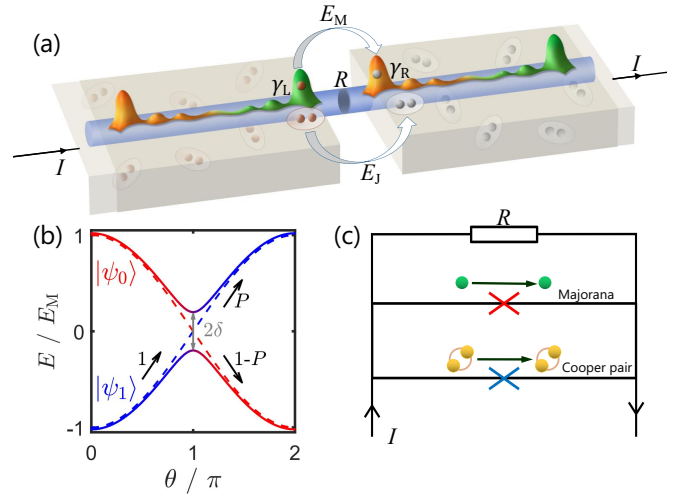 (a)
E_M
γ_L
R
γ_R
I
I
E_J
(b)
1
0
-1
E / E_M
|ψ_0⟩
|ψ_1⟩
1
2δ
P
1-P
0
1
2
θ / π
(c)
R
Majorana
Cooper pair
I